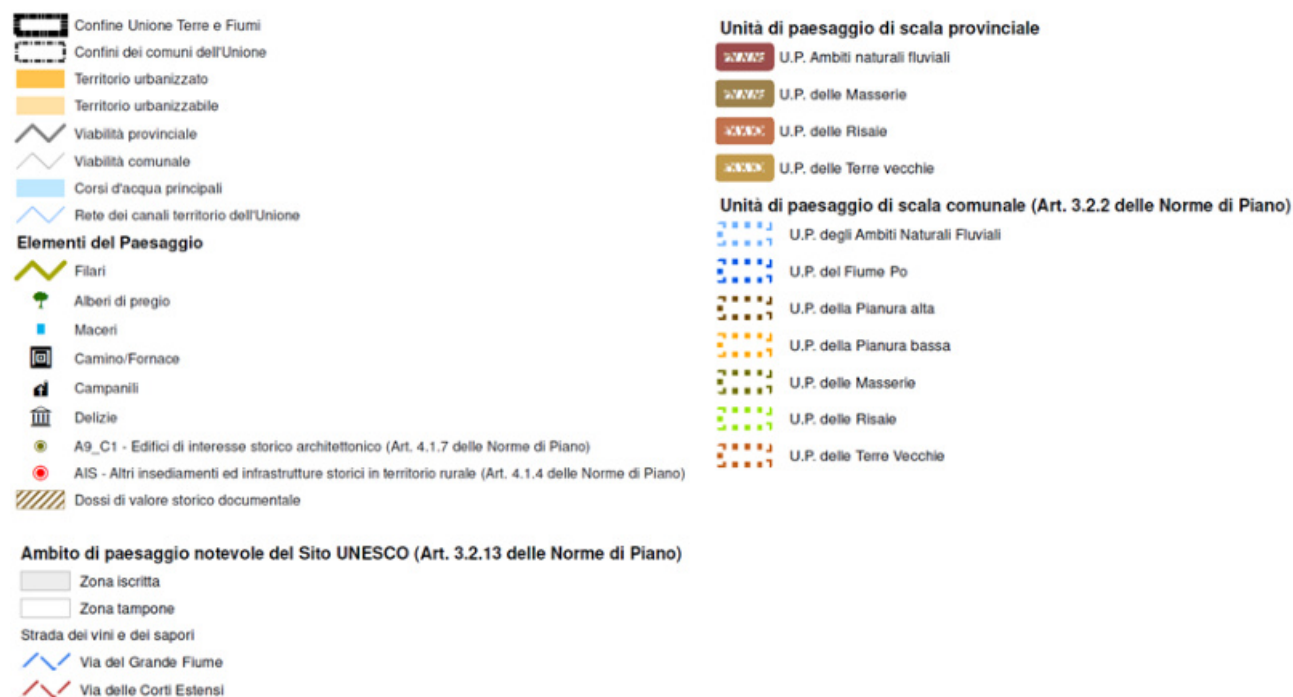 Confine Unione Terre e Fiumi
Confini dei comuni dell'Unione
Territorio urbanizzato
Territorio urbanizzabile
Viabilità provinciale
Viabilità comunale
Corsi d'acqua principali
Rete dei canali territorio dell'Unione
Elementi del Paesaggio
Filari
Alberi di pregio
Maceri
Camino/Fornace
Campanili
Delizie
A9_C1 - Edifici di interesse storico architettonico (Art. 4.1.7 delle Norme di Piano)
AIS - Altri insediamenti ed infrastrutture storici in territorio rurale (Art. 4.1.4 delle Norme di Piano)
Dossi di valore storico documentale
Ambito di paesaggio notevole del Sito UNESCO (Art. 3.2.13 delle Norme di Piano)
Zona iscritta
Zona tampone
Strada dei vini e dei sapori
Via del Grande Fiume
Via delle Corti Estensi
Unità di paesaggio di scala provinciale
U.P. Ambiti naturali fluviali
U.P. delle Masserie
U.P. delle Risaie
U.P. delle Terre vecchie
Unità di paesaggio di scala comunale (Art. 3.2.2 delle Norme di Piano)
U.P. degli Ambiti Naturali Fluviali
U.P. del Fiume Po
U.P. della Pianura alta
U.P. della Pianura bassa
U.P. delle Masserie
U.P. delle Risaie
U.P. delle Terre Vecchie